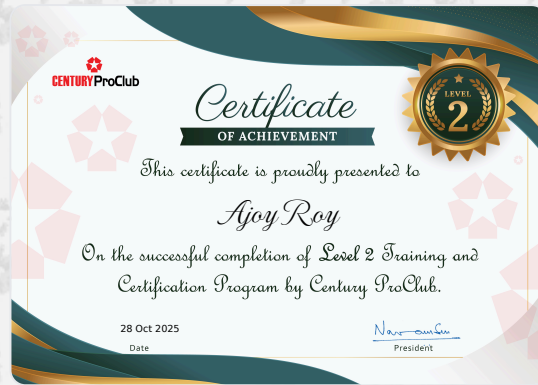 CENTURY ProClub
Certificate
OF ACHIEVEMENT
LEVEL
2
This certificate is proudly presented to
Ajoy Roy
On the successful completion of Level 2 Training and
Certification Program by Century ProClub.
28 Oct 2025
Date
President